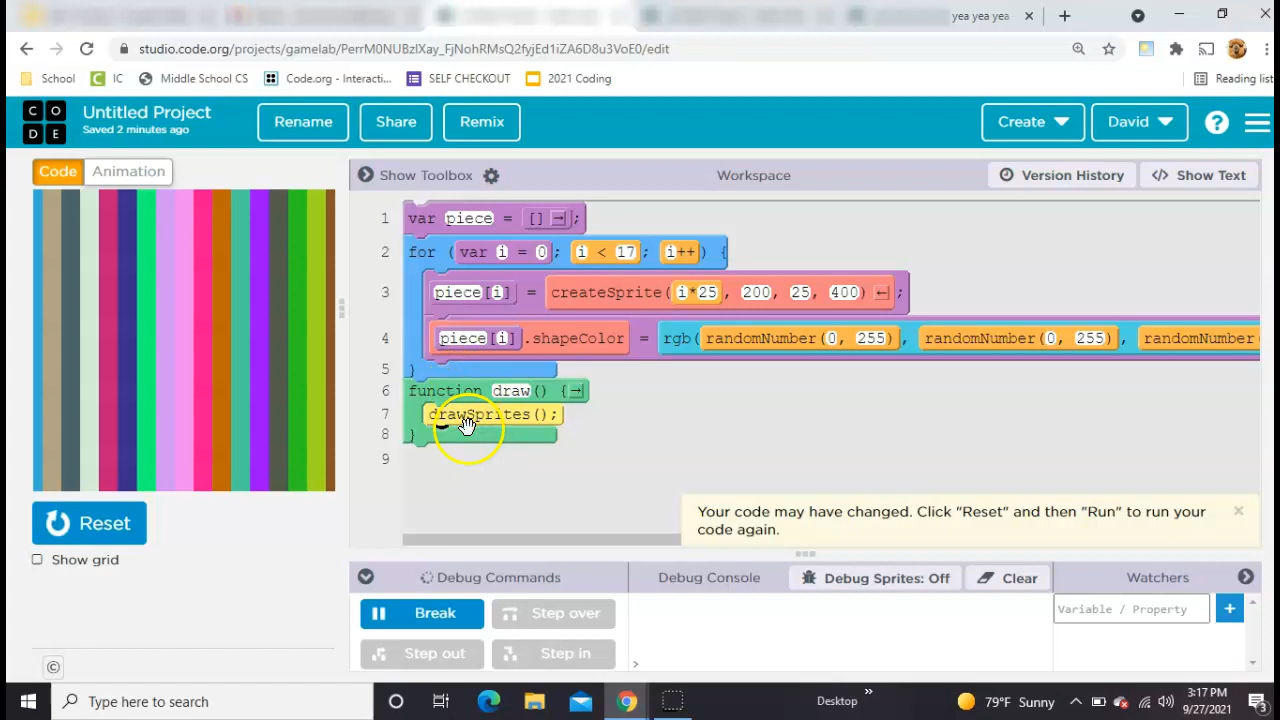 yea yea yea
studio.code.org/projects/gamelab/PerrM0NUBzlXay_FjNohRMsQ2fyjEd1iZA6D8u3VoE0/edit
School
IC
Middle School CS
Code.org - Interacti...
SELF CHECKOUT
2021 Coding
Reading list
C O D E
Untitled Project
Saved 2 minutes ago
Rename
Share
Remix
Create
David
?
Code
Animation
Show Toolbox
Workspace
Version History
</> Show Text
1 var piece = [] ;
2 for ( var i = 0 ; i < 17 ; i++ ) {
3 piece[i] = createSprite( i*25 , 200, 25, 400) ;
4 piece[i] .shapeColor = rgb( randomNumber(0, 255) , randomNumber(0, 255) , randomNumber(
5 }
6 function draw() {
7 drawSprites();
8 }
9
Your code may have changed. Click "Reset" and then "Run" to run your
code again.
Reset
Show grid
Debug Commands
Debug Console
Debug Sprites: Off
Clear
Watchers
Break
Step over
Step out
Step in
Variable / Property
+
>
©
Type here to search
Desktop
79°F Sunny
3:17 PM
9/27/2021
3